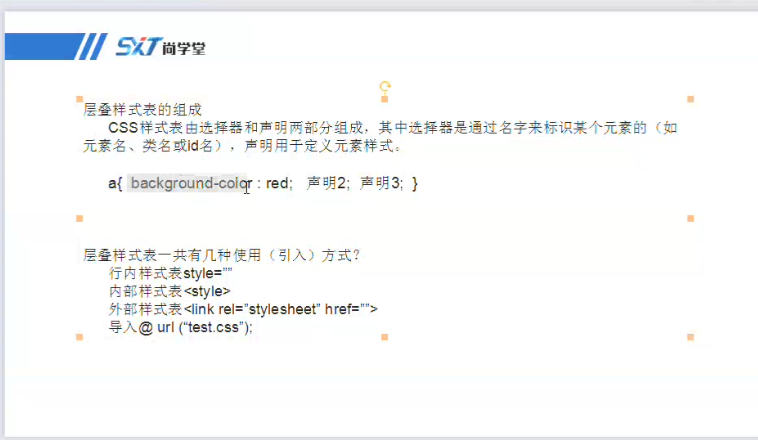 SXT尚学堂
层叠样式表的组成
CSS样式表由选择器和声明两部分组成，其中选择器是通过名字来标识某个元素的（如
元素名、类名或id名），声明用于定义元素样式。
a{ background-color : red; 声明2; 声明3; }
层叠样式表一共有几种使用（引入）方式？
行内样式表style=””
内部样式表<style>
外部样式表<link rel=”stylesheet” href=””>
导入@ url (“test.css”);